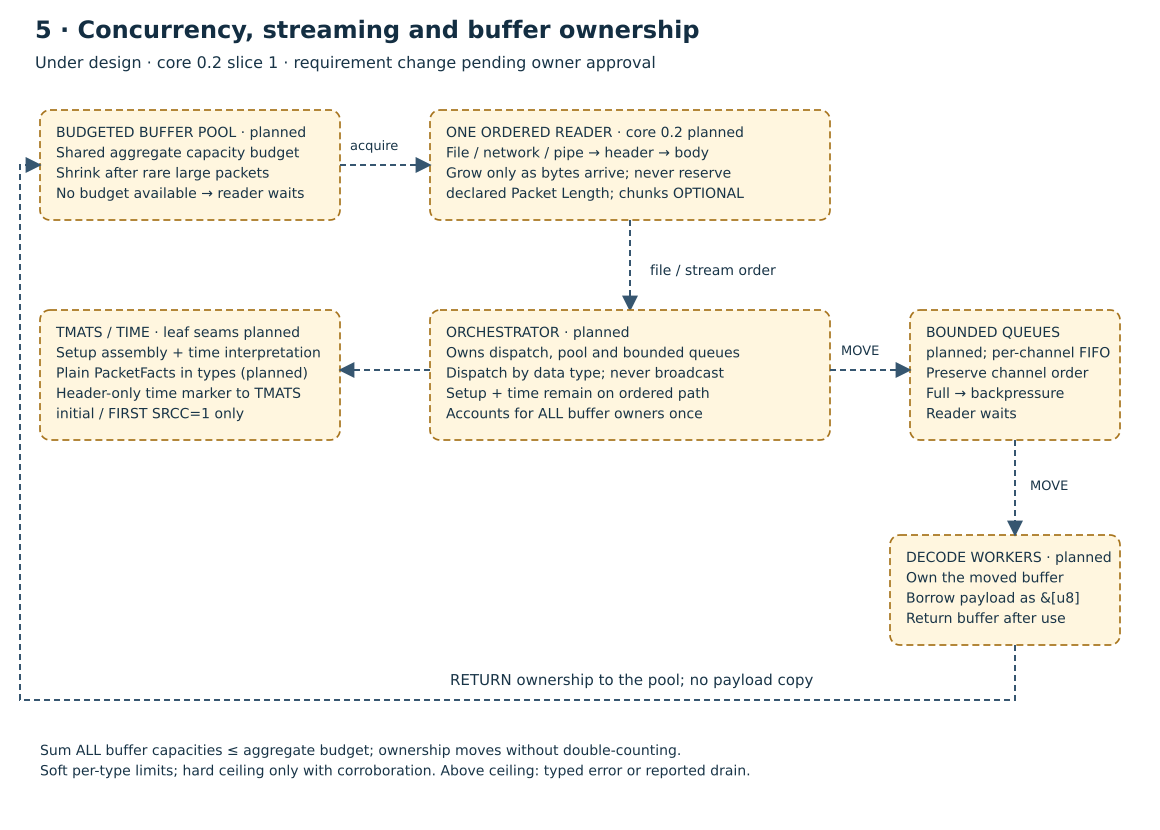 5 · Concurrency, streaming and buffer ownership
Under design · core 0.2 slice 1 · requirement change pending owner approval
BUDGETED BUFFER POOL · planned
Shared aggregate capacity budget
Shrink after rare large packets
No budget available → reader waits
acquire
ONE ORDERED READER · core 0.2 planned
File / network / pipe → header → body
Grow only as bytes arrive; never reserve
declared Packet Length; chunks OPTIONAL
file / stream order
TMATS / TIME · leaf seams planned
Setup assembly + time interpretation
Plain PacketFacts in types (planned)
Header-only time marker to TMATS
initial / FIRST SRCC=1 only
ORCHESTRATOR · planned
Owns dispatch, pool and bounded queues
Dispatch by data type; never broadcast
Setup + time remain on ordered path
Accounts for ALL buffer owners once
MOVE
BOUNDED QUEUES
planned; per-channel FIFO
Preserve channel order
Full → backpressure
Reader waits
MOVE
DECODE WORKERS · planned
Own the moved buffer
Borrow payload as &[u8]
Return buffer after use
RETURN ownership to the pool; no payload copy
Sum ALL buffer capacities ≤ aggregate budget; ownership moves without double-counting.
Soft per-type limits; hard ceiling only with corroboration. Above ceiling: typed error or reported drain.